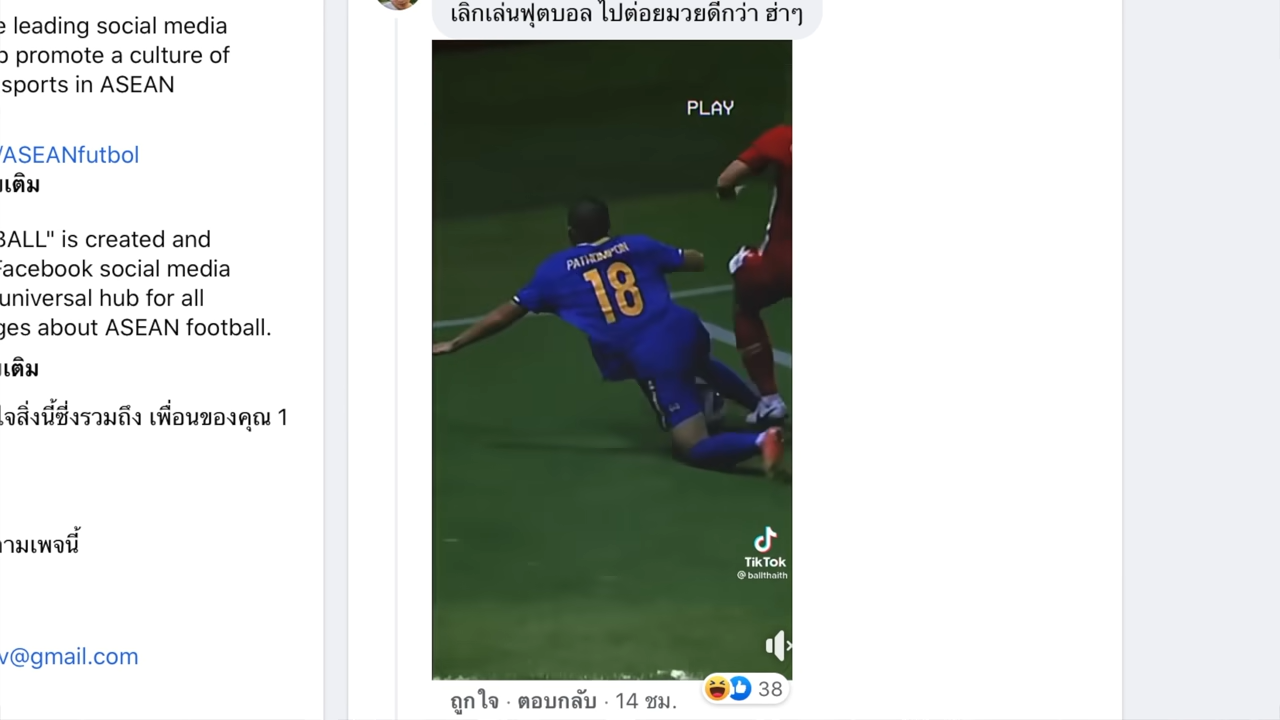 e leading social media
p promote a culture of
sports in ASEAN
/ASEANfutbol
มเติม
BALL" is created and
Facebook social media
universal hub for all
ges about ASEAN football.
มเติม
ใจสิ่งนี้ซึ่งรวมถึง เพื่อนของคุณ 1
ตามเพจนี้
v@gmail.com
เลิกเล่นฟุตบอล ไปต่อยมวยดีกว่า ฮ่าๆ
PLAY
PATHOMPON
18
TikTok
@ballthaith
ถูกใจ · ตอบกลับ · 14 ชม.
38